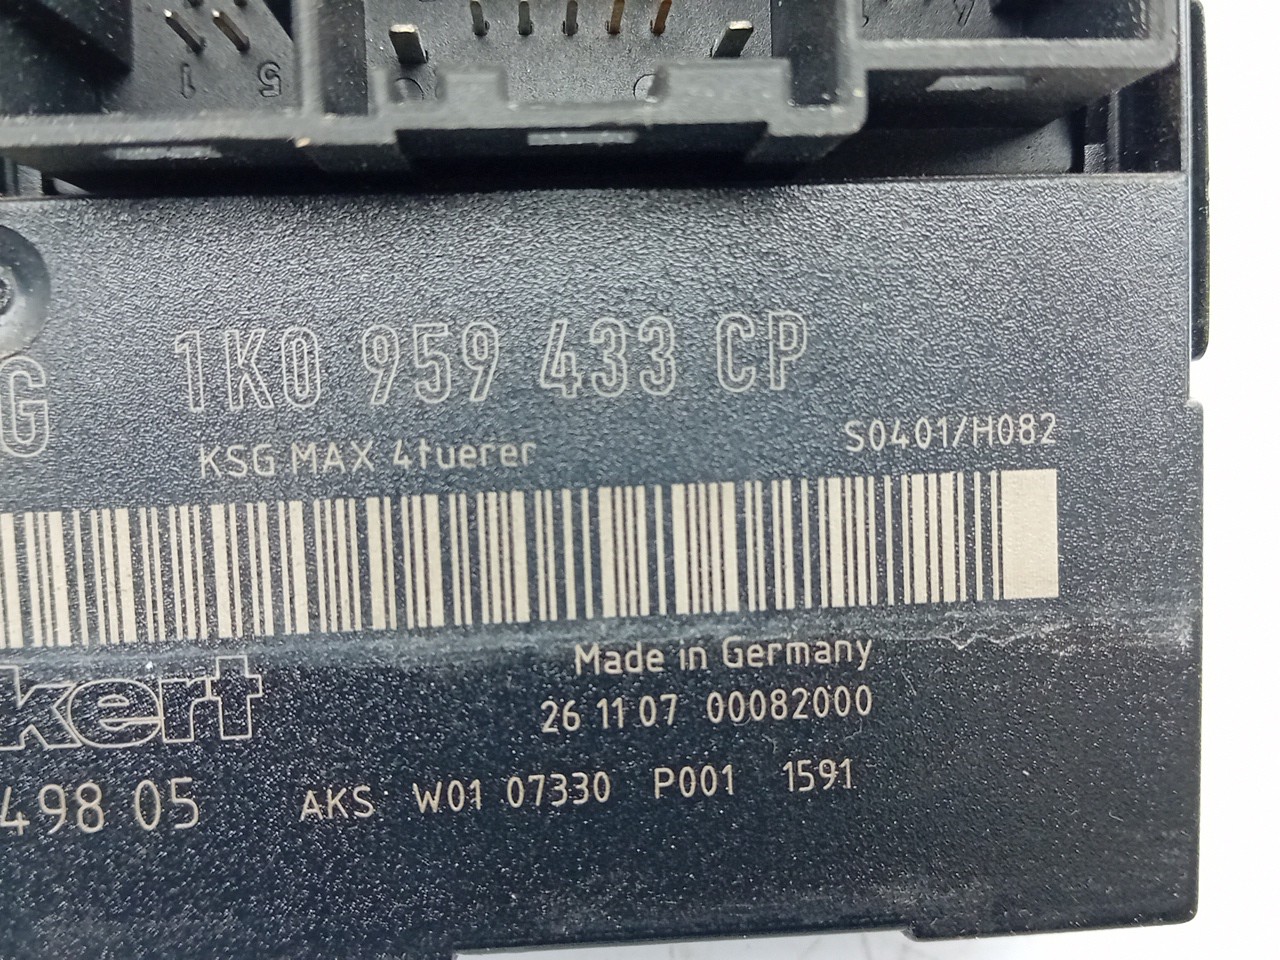 1 5
1K0 959 433 CP
G
KSG MAX 4tuerer
S0401/H082
kert
Made in Germany
26 11 07 00082000
498 05
AKS W01 07330 P001 1591